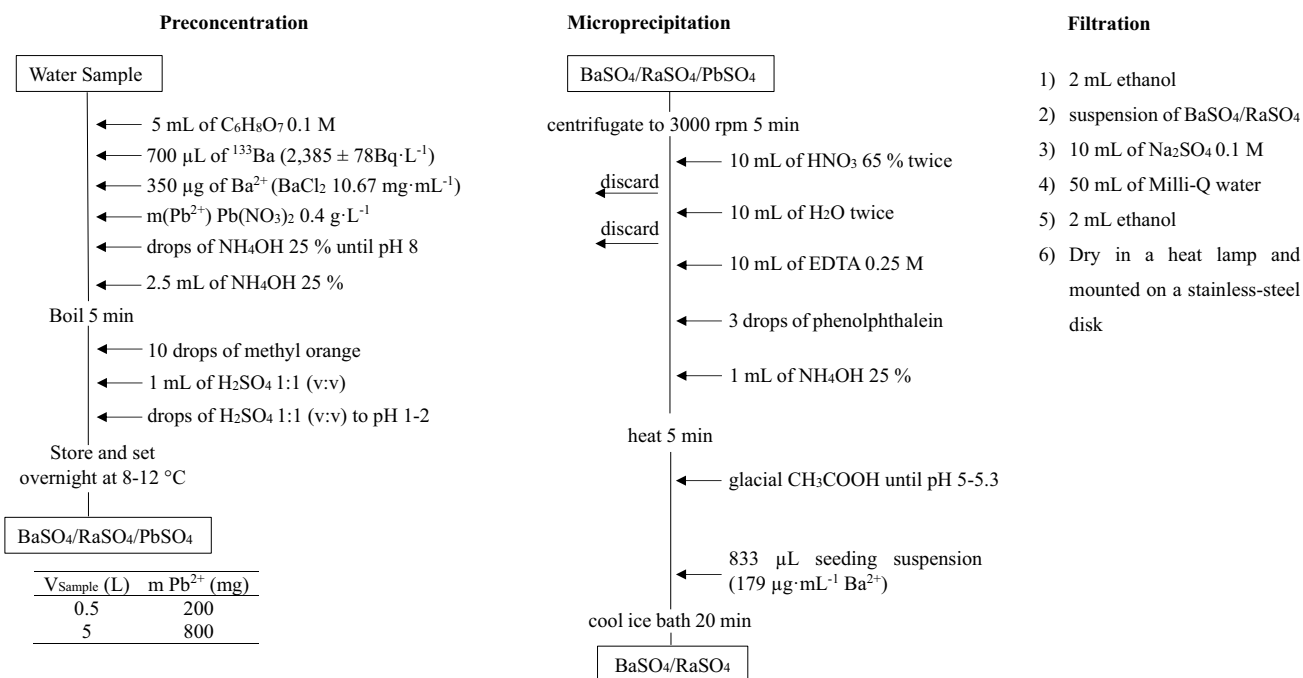 Preconcentration
Water Sample
5 mL of C₆H₈O₇ 0.1 M
700 µL of ¹³³Ba (2,385 ± 78Bq·L⁻¹)
350 µg of Ba²⁺ (BaCl₂ 10.67 mg·mL⁻¹)
m(Pb²⁺) Pb(NO₃)₂ 0.4 g·L⁻¹
drops of NH₄OH 25 % until pH 8
2.5 mL of NH₄OH 25 %
Boil 5 min
10 drops of methyl orange
1 mL of H₂SO₄ 1:1 (v:v)
drops of H₂SO₄ 1:1 (v:v) to pH 1-2
Store and set
overnight at 8-12 °C
BaSO₄/RaSO₄/PbSO₄
V_Sample (L) m Pb²⁺ (mg)
0.5 200
5 800
Microprecipitation
BaSO₄/RaSO₄/PbSO₄
centrifugate to 3000 rpm 5 min
10 mL of HNO₃ 65 % twice
discard
10 mL of H₂O twice
discard
10 mL of EDTA 0.25 M
3 drops of phenolphthalein
1 mL of NH₄OH 25 %
heat 5 min
glacial CH₃COOH until pH 5-5.3
833 µL seeding suspension
(179 µg·mL⁻¹ Ba²⁺)
cool ice bath 20 min
BaSO₄/RaSO₄
Filtration
1) 2 mL ethanol
2) suspension of BaSO₄/RaSO₄
3) 10 mL of Na₂SO₄ 0.1 M
4) 50 mL of Milli-Q water
5) 2 mL ethanol
6) Dry in a heat lamp and
mounted on a stainless-steel
disk